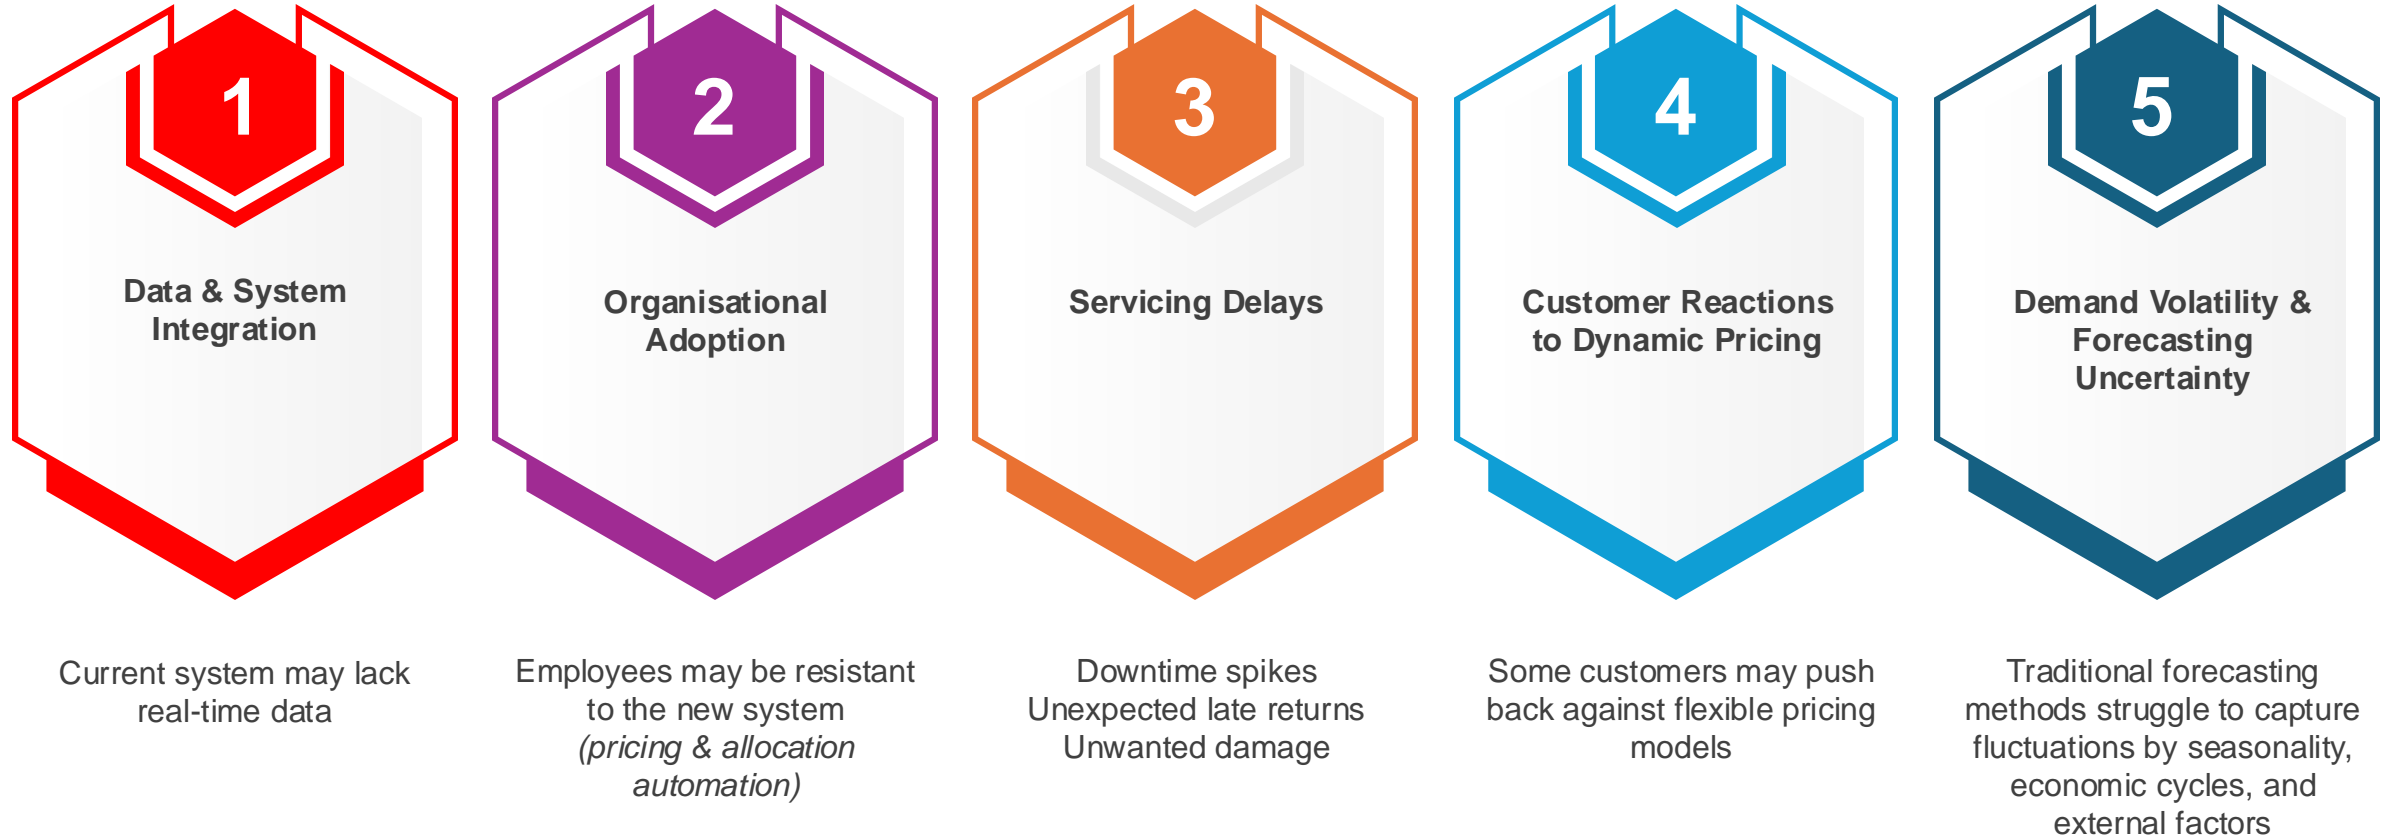 1
Data & System
Integration
Current system may lack
real-time data
2
Organisational
Adoption
Employees may be resistant
to the new system
(pricing & allocation
automation)
3
Servicing Delays
Downtime spikes
Unexpected late returns
Unwanted damage
4
Customer Reactions
to Dynamic Pricing
Some customers may push
back against flexible pricing
models
5
Demand Volatility &
Forecasting
Uncertainty
Traditional forecasting
methods struggle to capture
fluctuations by seasonality,
economic cycles, and
external factors